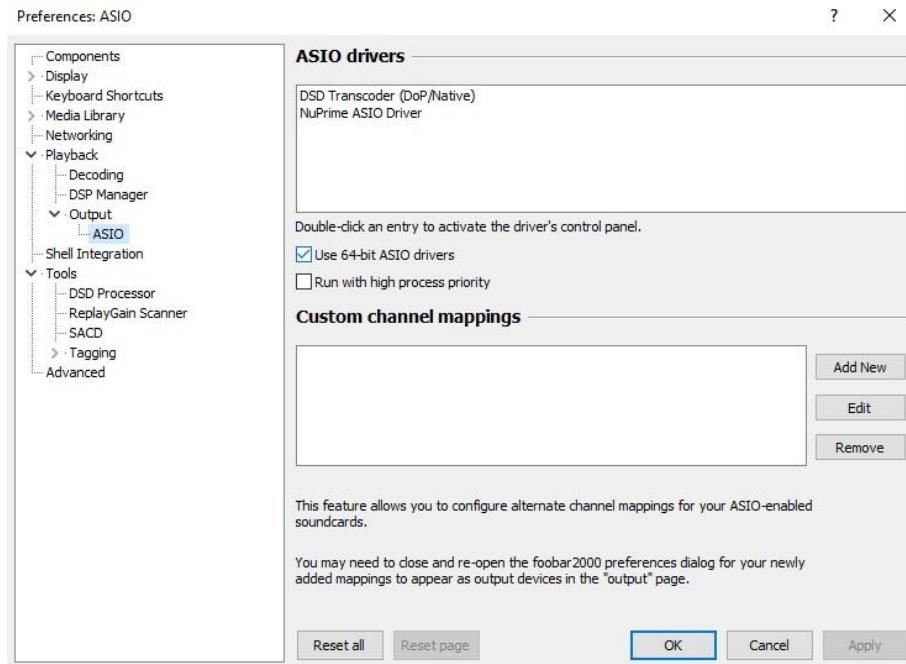 Preferences: ASIO
?
Components
Display
Keyboard Shortcuts
Media Library
Networking
Playback
Decoding
DSP Manager
Output
ASIO
Shell Integration
Tools
DSD Processor
ReplayGain Scanner
SACD
Tagging
Advanced
ASIO drivers
DSD Transcoder (DoP/Native)
NuPrime ASIO Driver
Double-click an entry to activate the driver's control panel.
Use 64-bit ASIO drivers
Run with high process priority
Custom channel mappings
Add New
Edit
Remove
This feature allows you to configure alternate channel mappings for your ASIO-enabled
soundcards.
You may need to close and re-open the foobar2000 preferences dialog for your newly
added mappings to appear as output devices in the "output" page.
Reset all
Reset page
OK
Cancel
Apply